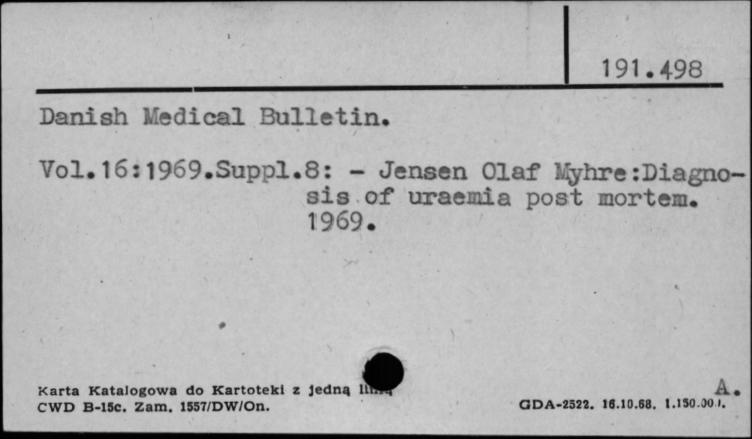 191.498
Danish Medical Bulletin.
Vol.16:1969.Suppl.8: - Jensen Olaf Myhre:Diagno-
sis of uraemia post mortem.
1969.
A.
Karta Katalogowa do Kartoteki z jedną
CWD B-15c. Zam. 1557/DW/On.
GDA-2522. 16.10.68.